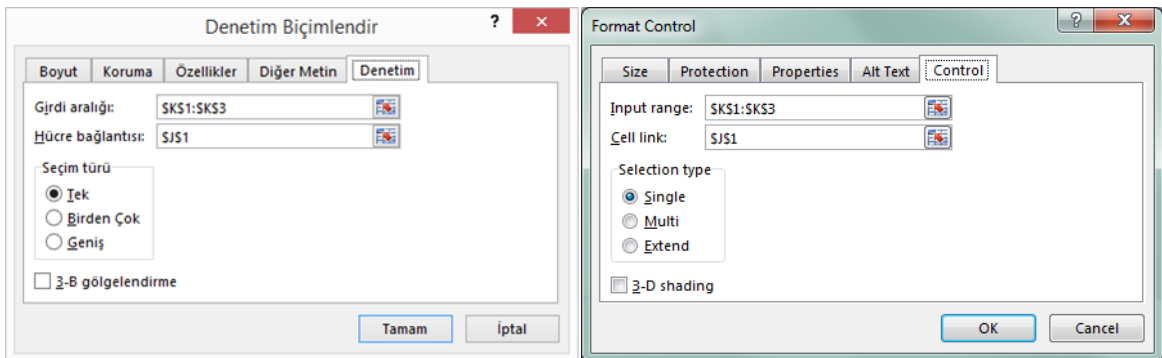 Denetim Biçimlendir
Boyut Koruma Özellikler Diğer Metin Denetim
Girdi aralığı: $K$1:$K$3
Hücre bağlantısı: $J$1
Seçim türü
Tek
Birden Çok
Geniş
3-B gölgelendirme
Tamam İptal
Format Control
Size Protection Properties Alt Text Control
Input range: $K$1:$K$3
Cell link: $J$1
Selection type
Single
Multi
Extend
3-D shading
OK Cancel